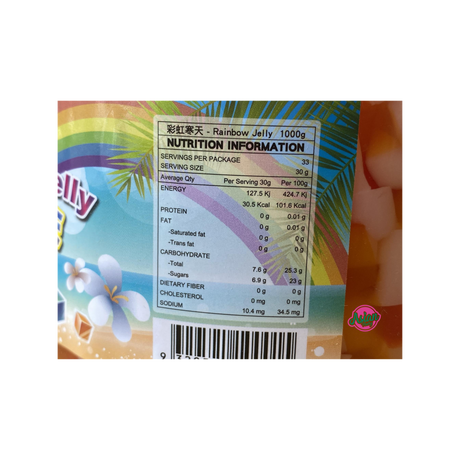 彩虹寒天 - Rainbow Jelly 1000g
NUTRITION INFORMATION
SERVINGS PER PACKAGE 33
SERVING SIZE 30 g
Average Qty Per Serving 30g Per 100g
ENERGY 127.5 Kj 424.7 Kj
30.5 Kcal 101.6 Kcal
PROTEIN 0 g 0.01 g
FAT 0 g 0.01 g
-Saturated fat 0 g 0 g
-Trans fat 0 g 0 g
CARBOHYDRATE
-Total 7.6 g 25.3 g
-Sugars 6.9 g 23 g
DIETARY FIBER 0 g 0 g
CHOLESTEROL 0 mg 0 mg
SODIUM 10.4 mg 34.5 mg
elly